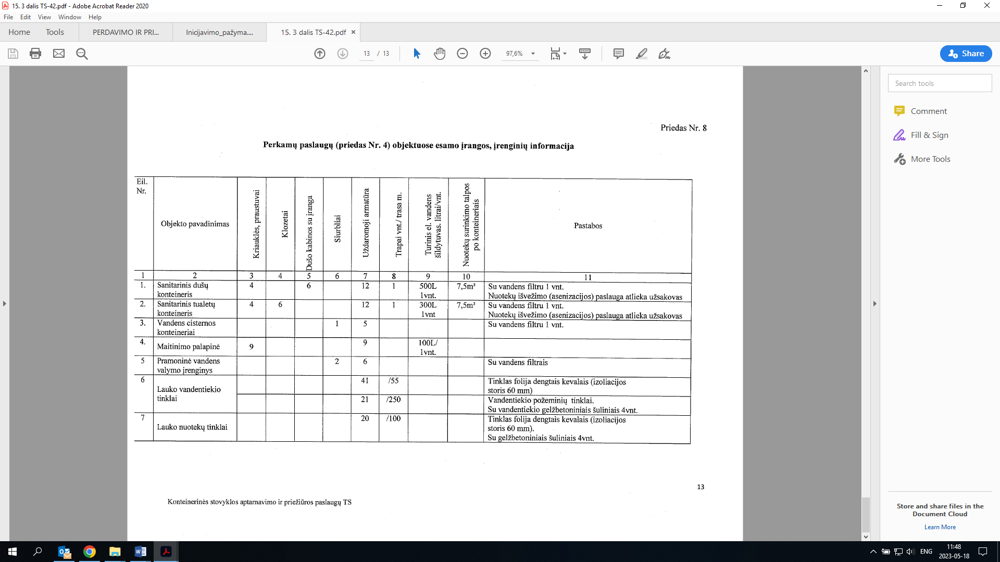 15. 3 dalis TS-42.pdf - Adobe Acrobat Reader 2020
File Edit View Window Help
Home Tools PERDAVIMO IR PRI... Inicijavimo_pažyma.... 15. 3 dalis TS-42.pdf
13 / 13 97,6% Share
Search tools
Comment
Fill & Sign
More Tools
Priedas Nr. 8
Perkamų paslaugų (priedas Nr. 4) objektuose esamo įrangos, įrenginių informacija
Eil. Nr.
Objekto pavadinimas
Kriauklės, praustuvai
Klozetai
Dušo kabinos su įranga
Siurbliai
Uždaromoji armatūra
Trapai vnt./ trasa m.
Turinis el. vandens
šildytuvas. litrai/vnt.
Nuotekų surinkimo talpos
po konteineriais
Pastabos
1 2 3 4 5 6 7 8 9 10 11
1. Sanitarinis dušų 4 6 12 1 500L 7,5m³ Su vandens filtru 1 vnt.
konteineris 1vnt. Nuotekų išvežimo (asenizacijos) paslauga atlieka užsakovas
2. Sanitarinis tualetų 4 6 12 1 300L 7,5m³ Su vandens filtru 1 vnt.
konteineris 1vnt Nuotekų išvežimo (asenizacijos) paslauga atlieka užsakovas
3. Vandens cisternos 1 5 Su vandens filtru 1 vnt.
konteineriai
4. Maitinimo palapinė 9 9 100L/
1vnt.
5 Pramoninė vandens 2 6 Su vandens filtrais
valymo įrenginys
6 Lauko vandentiekio 41 /55 Tinklas folija dengtais kevalais (izoliacijos
tinklai storis 60 mm)
21 /250 Vandentiekio požeminių tinklai.
Su vandentiekio gelžbetoniniais šuliniais 4vnt.
7 Lauko nuotekų tinklai 20 /100 Tinklas folija dengtais kevalais (izoliacijos
storis 60 mm).
Su gelžbetoniniais šuliniais 4vnt.
13
Konteinerinės stovyklos aptarnavimo ir priežiūros paslaugų TS
Store and share files in the
Document Cloud
Learn More
ENG 11:48
2023-05-18